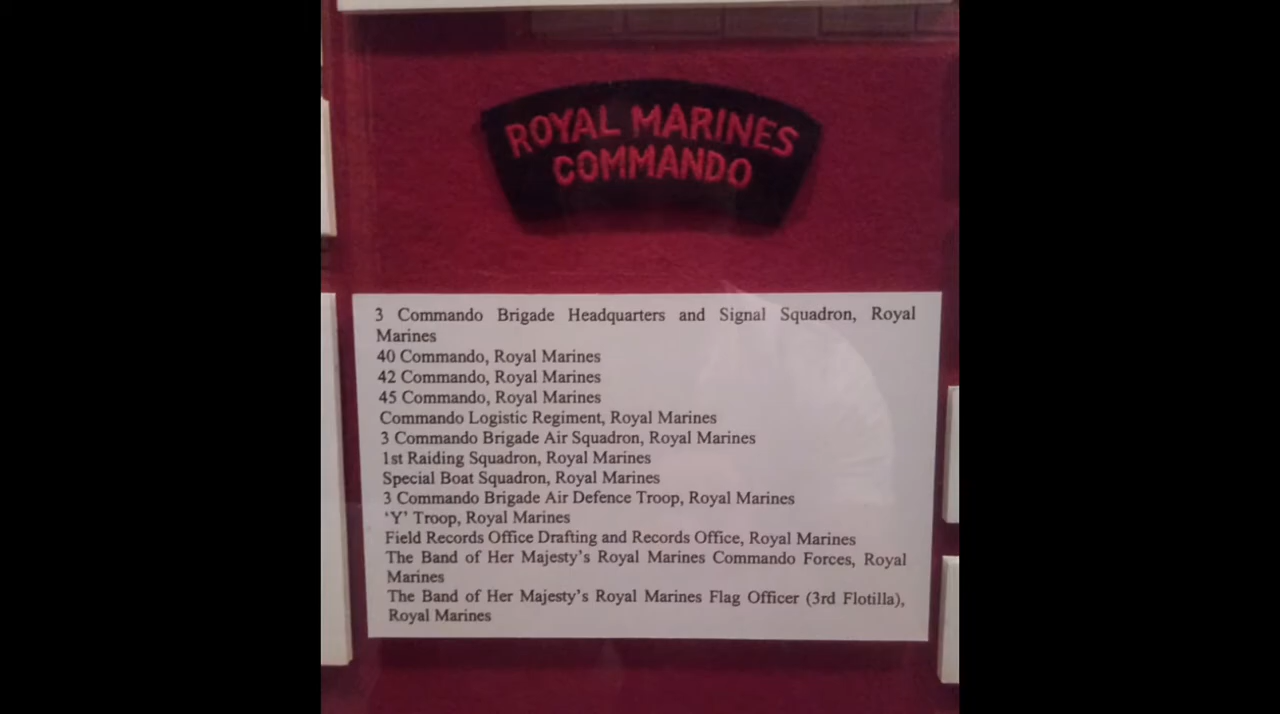 ROYAL MARINES
COMMANDO
3 Commando Brigade Headquarters and Signal Squadron, Royal
Marines
40 Commando, Royal Marines
42 Commando, Royal Marines
45 Commando, Royal Marines
Commando Logistic Regiment, Royal Marines
3 Commando Brigade Air Squadron, Royal Marines
1st Raiding Squadron, Royal Marines
Special Boat Squadron, Royal Marines
3 Commando Brigade Air Defence Troop, Royal Marines
‘Y’ Troop, Royal Marines
Field Records Office Drafting and Records Office, Royal Marines
The Band of Her Majesty’s Royal Marines Commando Forces, Royal
Marines
The Band of Her Majesty’s Royal Marines Flag Officer (3rd Flotilla),
Royal Marines